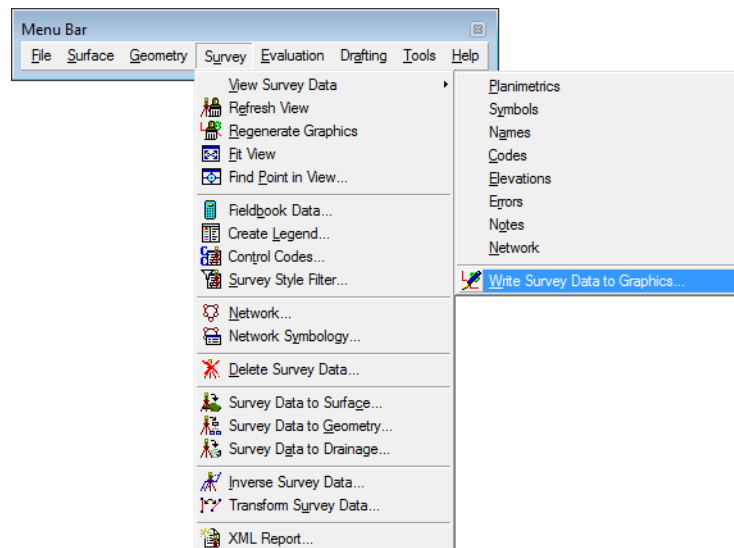 Menu Bar
File Surface Geometry Survey Evaluation Drafting Tools Help
View Survey Data
Refresh View
Regenerate Graphics
Fit View
Find Point in View...
Fieldbook Data...
Create Legend...
Control Codes...
Survey Style Filter...
Network...
Network Symbology...
Delete Survey Data...
Survey Data to Surface...
Survey Data to Geometry...
Survey Data to Drainage...
Inverse Survey Data...
Transform Survey Data...
XML Report...
Planimetrics
Symbols
Names
Codes
Elevations
Errors
Notes
Network
Write Survey Data to Graphics...